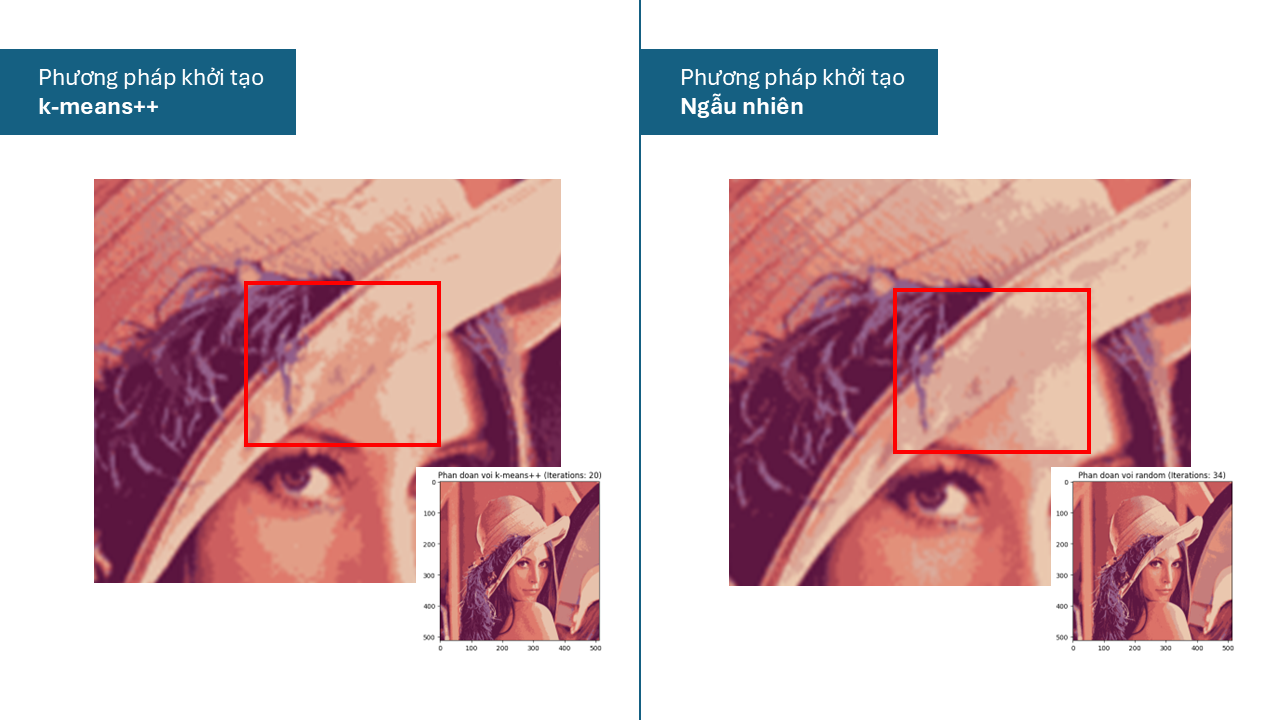 Phương pháp khởi tạo
k-means++
Phương pháp khởi tạo
Ngẫu nhiên
Phan doan voi k-means++ (Iterations: 20)
0
100
200
300
400
500
0 100 200 300 400 500
Phan doan voi random (Iterations: 34)
0
100
200
300
400
500
0 100 200 300 400 500